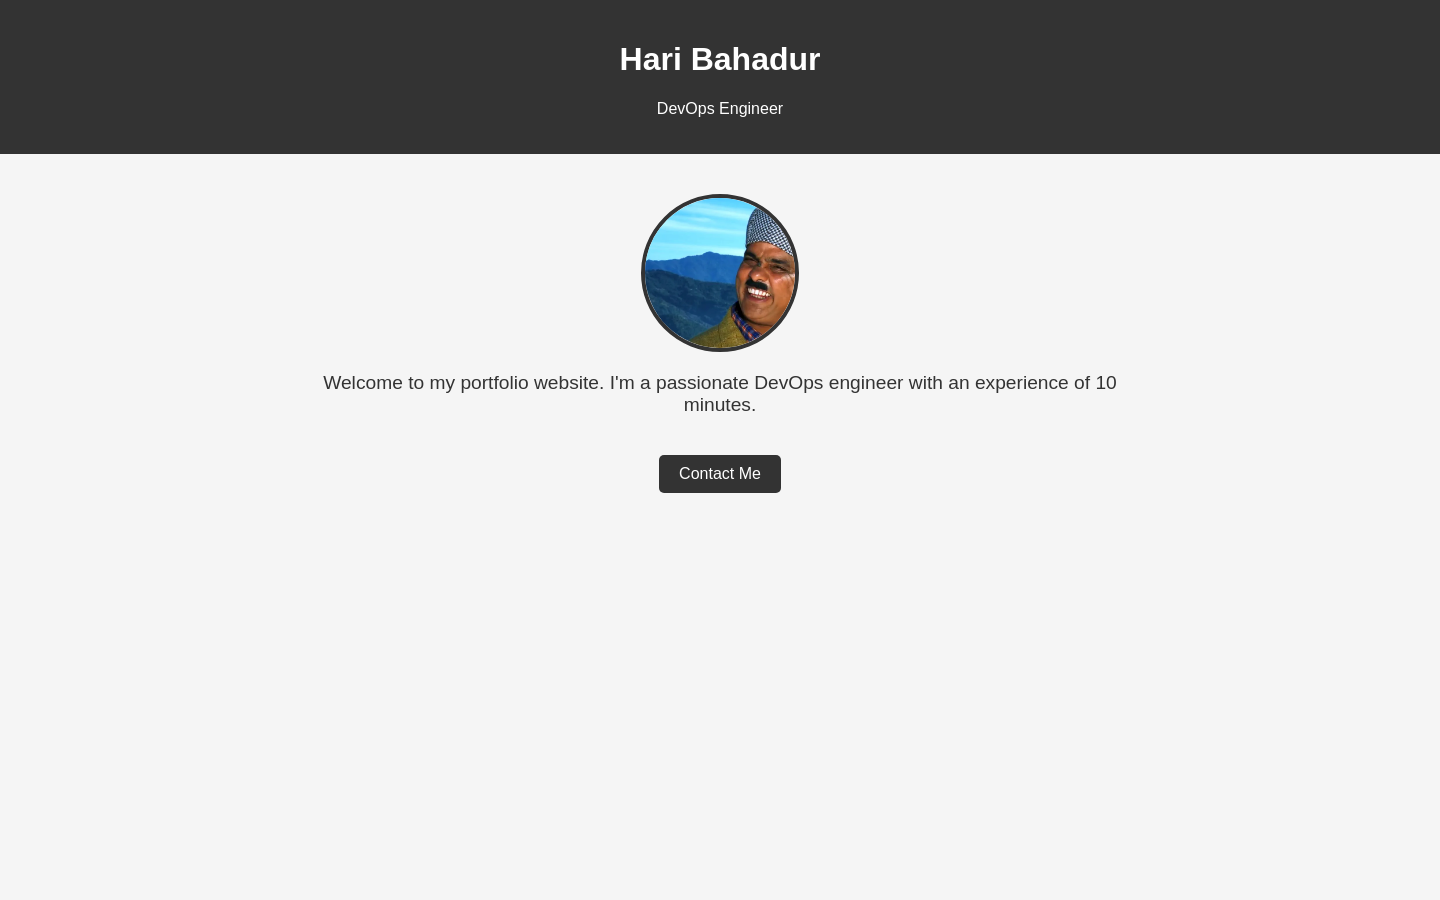 Hari Bahadur
DevOps Engineer
Welcome to my portfolio website. I'm a passionate DevOps engineer with an experience of 10
minutes.
Contact Me